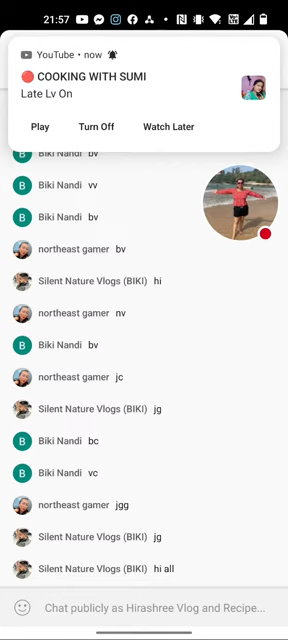 21:57
YouTube • now
🔴 COOKING WITH SUMI
Late Lv On
Play Turn Off Watch Later
B Biki Nandi bv
B Biki Nandi vv
B Biki Nandi bv
northeast gamer bv
Silent Nature Vlogs (BIKI) hi
northeast gamer nv
B Biki Nandi bv
northeast gamer jc
Silent Nature Vlogs (BIKI) jg
B Biki Nandi bc
B Biki Nandi vc
northeast gamer jgg
Silent Nature Vlogs (BIKI) jg
Silent Nature Vlogs (BIKI) hi all
Chat publicly as Hirashree Vlog and Recipe...